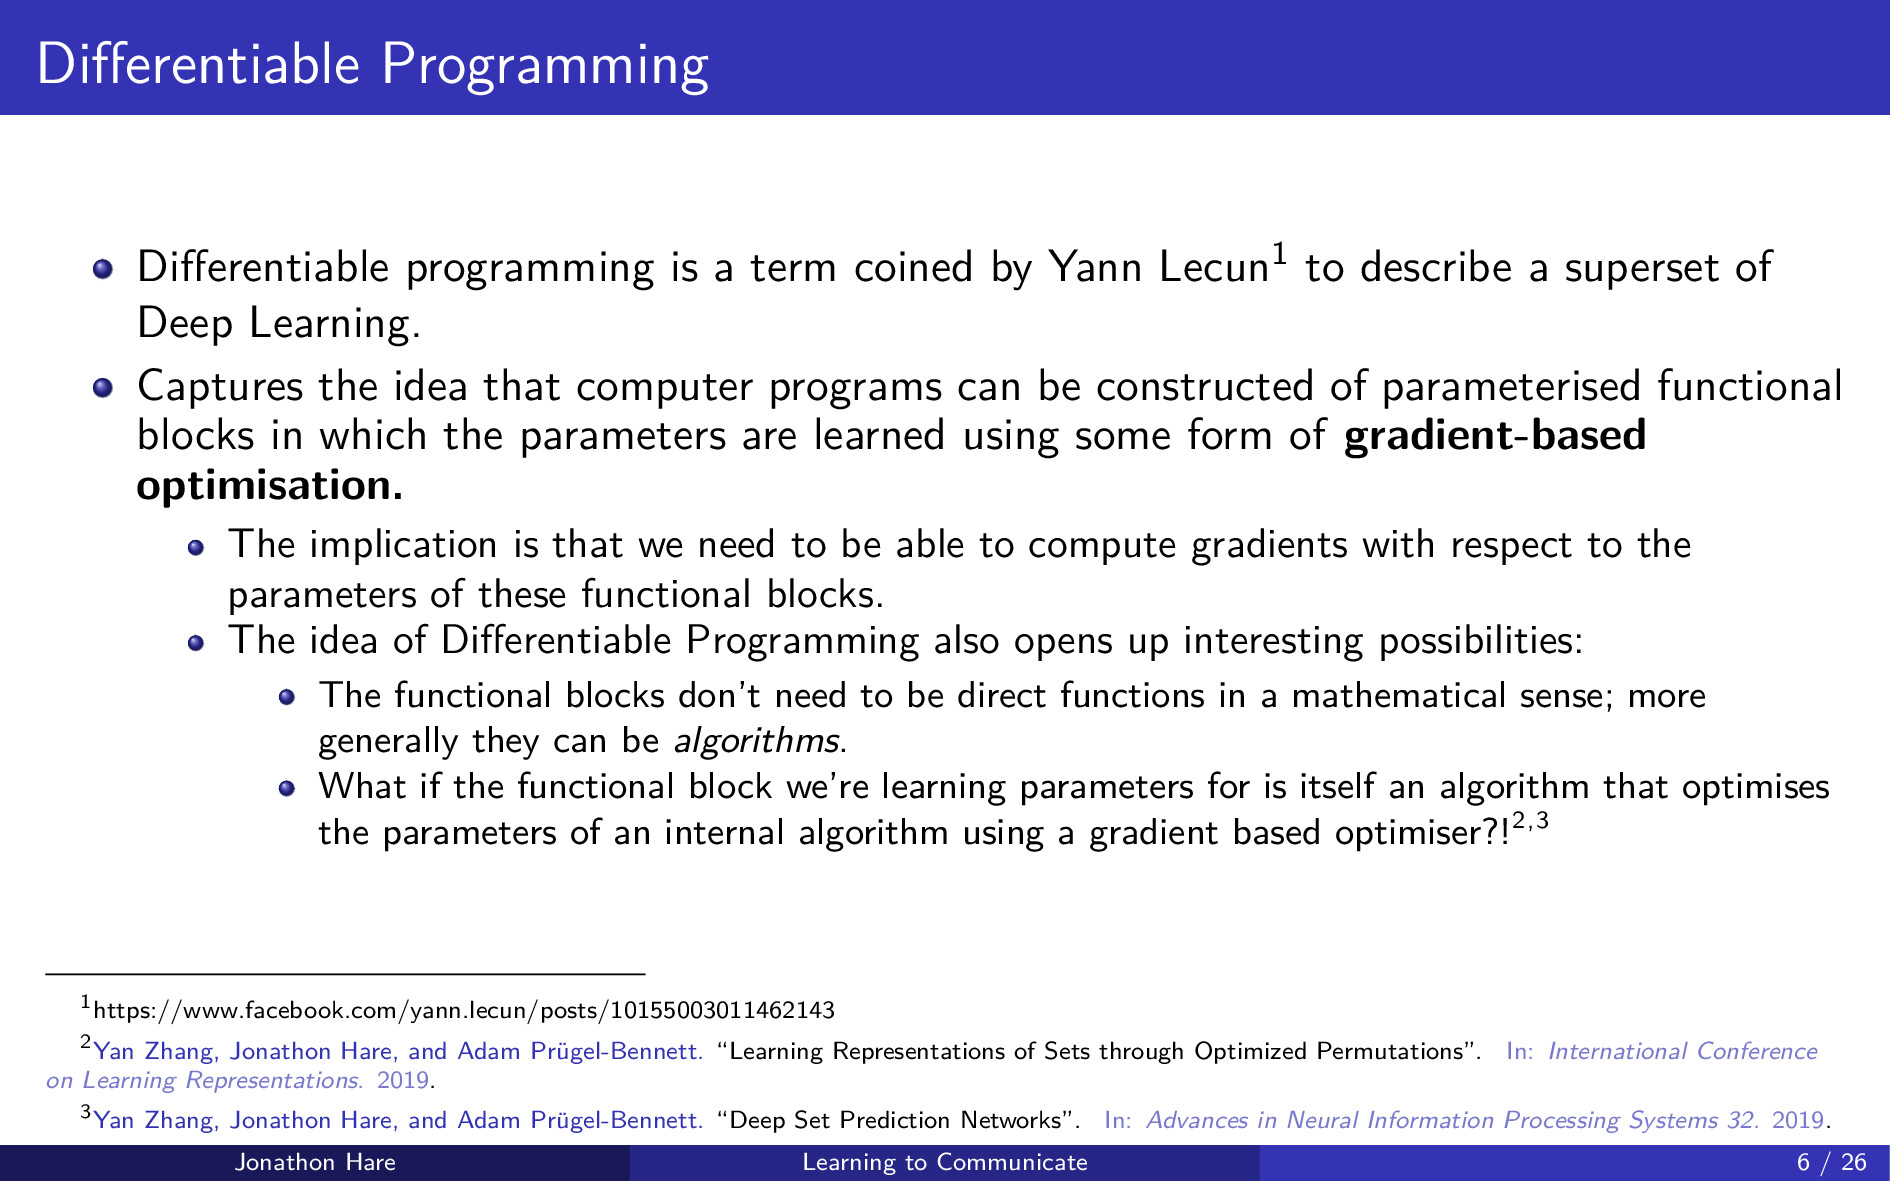 Differentiable Programming
Differentiable programming is a term coined by Yann Lecun1 to describe a superset of
Deep Learning.
Captures the idea that computer programs can be constructed of parameterised functional
blocks in which the parameters are learned using some form of gradient-based
optimisation.
The implication is that we need to be able to compute gradients with respect to the
parameters of these functional blocks.
The idea of Differentiable Programming also opens up interesting possibilities:
The functional blocks don't need to be direct functions in a mathematical sense; more
generally they can be algorithms.
What if the functional block we're learning parameters for is itself an algorithm that optimises
the parameters of an internal algorithm using a gradient based optimiser?!2,3
1https://www.facebook.com/yann.lecun/posts/10155003011462143
2Yan Zhang, Jonathon Hare, and Adam Prügel-Bennett. “Learning Representations of Sets through Optimized Permutations”. In: International Conference
on Learning Representations. 2019.
3Yan Zhang, Jonathon Hare, and Adam Prügel-Bennett. “Deep Set Prediction Networks”. In: Advances in Neural Information Processing Systems 32. 2019.
Jonathon Hare
Learning to Communicate
6 / 26